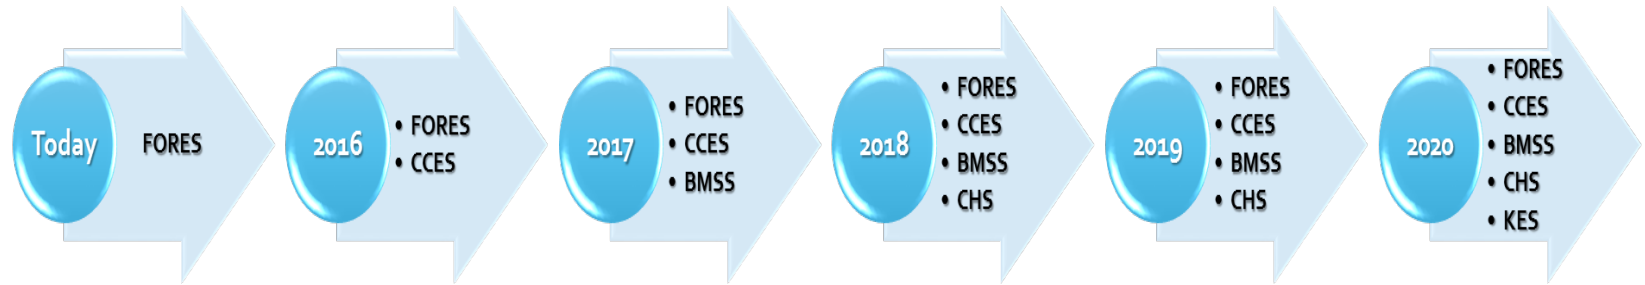 Today
FORES
2016
• FORES
• CCES
2017
• FORES
• CCES
• BMSS
2018
• FORES
• CCES
• BMSS
• CHS
2019
• FORES
• CCES
• BMSS
• CHS
2020
• FORES
• CCES
• BMSS
• CHS
• KES